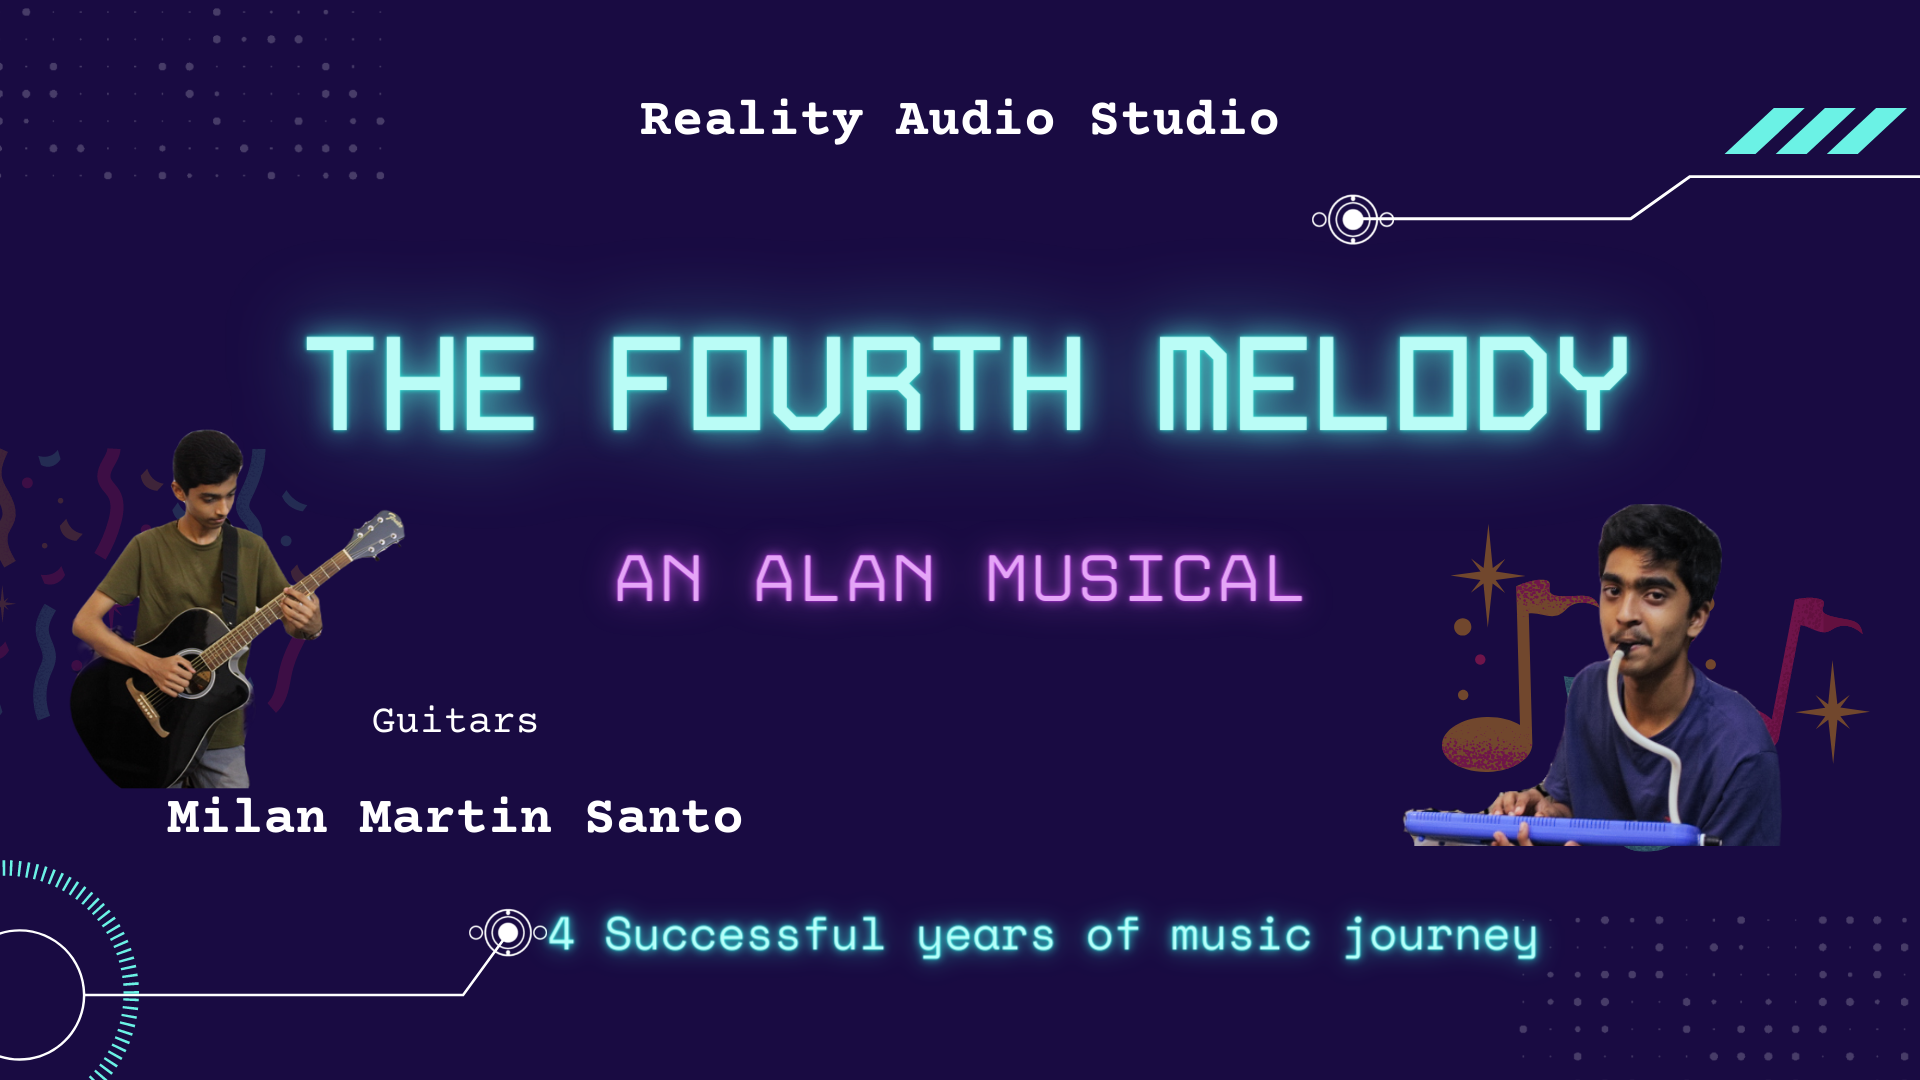 Reality Audio Studio
THE FOURTH MELODY
AN ALAN MUSICAL
Guitars
Milan Martin Santo
4 Successful years of music journey